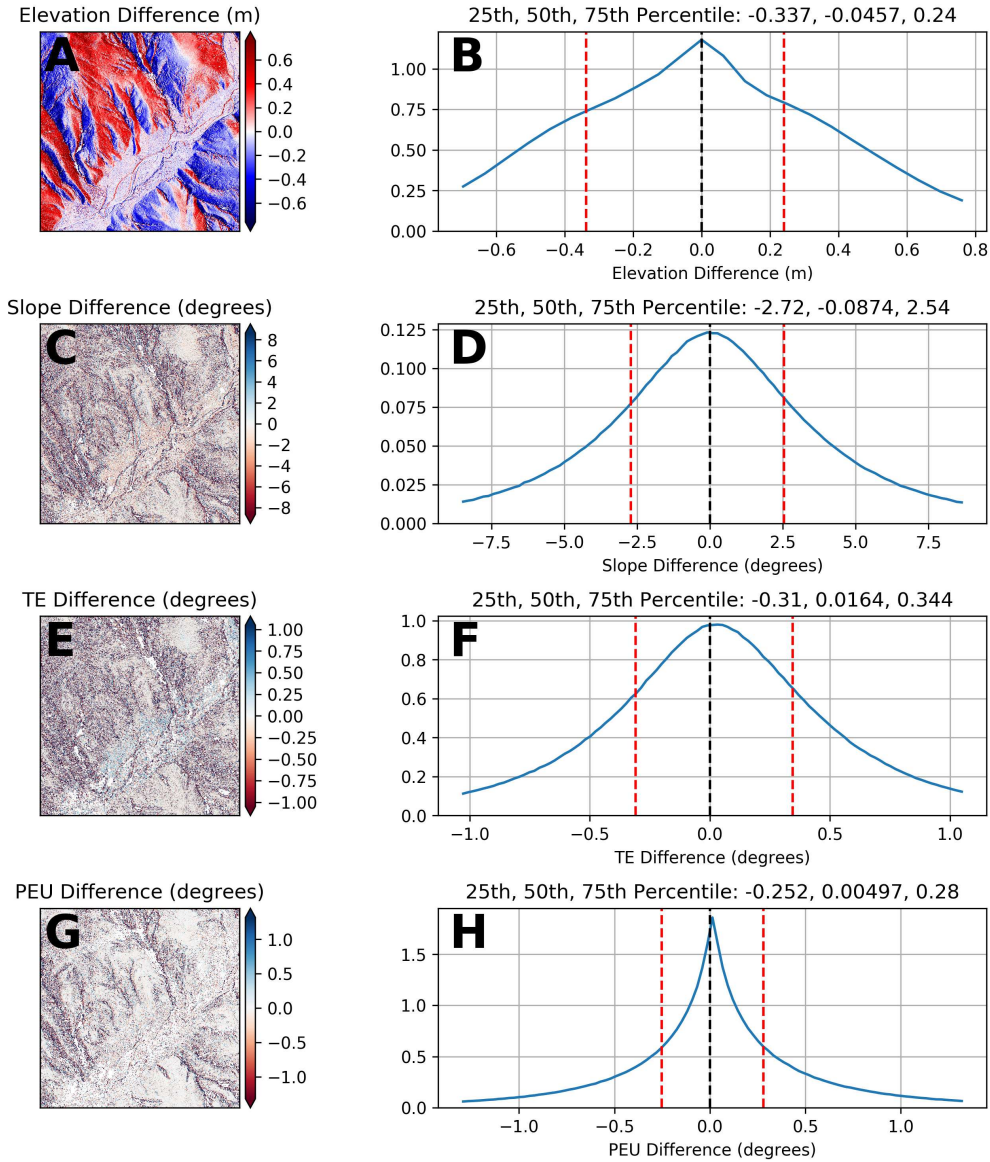 Elevation Difference (m)
A
0.6
0.4
0.2
0.0
−0.2
−0.4
−0.6
25th, 50th, 75th Percentile: -0.337, -0.0457, 0.24
B
1.00
0.75
0.50
0.25
0.00
−0.6 −0.4 −0.2 0.0 0.2 0.4 0.6 0.8
Elevation Difference (m)
Slope Difference (degrees)
C
8
6
4
2
0
−2
−4
−6
−8
25th, 50th, 75th Percentile: -2.72, -0.0874, 2.54
D
0.125
0.100
0.075
0.050
0.025
0.000
−7.5 −5.0 −2.5 0.0 2.5 5.0 7.5
Slope Difference (degrees)
TE Difference (degrees)
E
1.00
0.75
0.50
0.25
0.00
−0.25
−0.50
−0.75
−1.00
25th, 50th, 75th Percentile: -0.31, 0.0164, 0.344
F
1.0
0.8
0.6
0.4
0.2
0.0
−1.0 −0.5 0.0 0.5 1.0
TE Difference (degrees)
PEU Difference (degrees)
G
1.0
0.5
0.0
−0.5
−1.0
25th, 50th, 75th Percentile: -0.252, 0.00497, 0.28
H
1.5
1.0
0.5
0.0
−1.0 −0.5 0.0 0.5 1.0
PEU Difference (degrees)